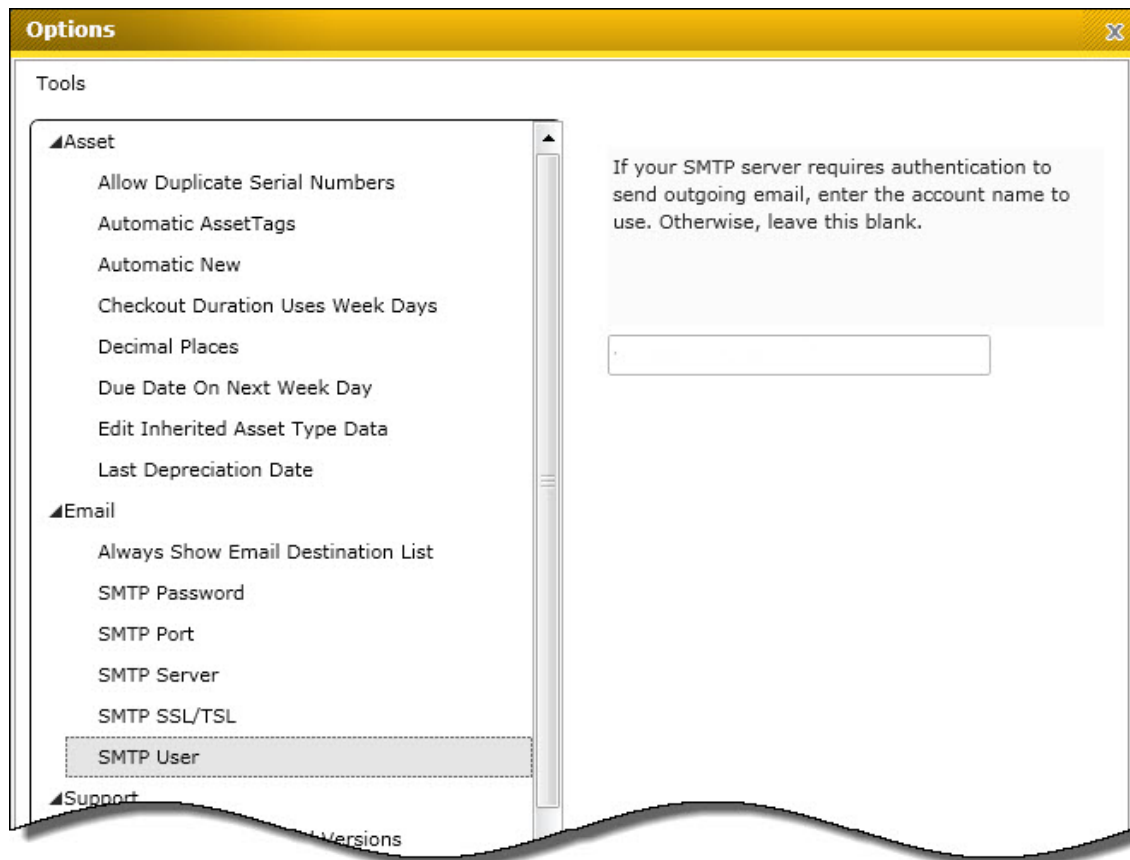 Options
Tools
Asset
Allow Duplicate Serial Numbers
Automatic AssetTags
Automatic New
Checkout Duration Uses Week Days
Decimal Places
Due Date On Next Week Day
Edit Inherited Asset Type Data
Last Depreciation Date
Email
Always Show Email Destination List
SMTP Password
SMTP Port
SMTP Server
SMTP SSL/TSL
SMTP User
Support
Versions
If your SMTP server requires authentication to
send outgoing email, enter the account name to
use. Otherwise, leave this blank.